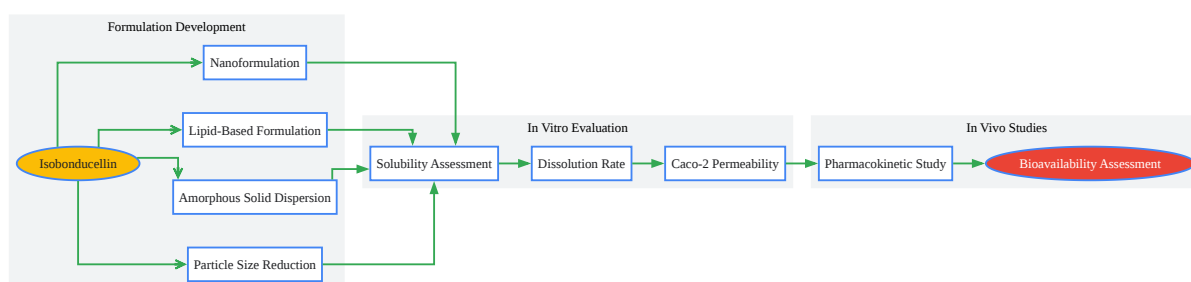 Formulation Development
Nanoformulation
Lipid-Based Formulation
Isobonducellin
Amorphous Solid Dispersion
Particle Size Reduction
In Vitro Evaluation
Solubility Assessment
Dissolution Rate
Caco-2 Permeability
In Vivo Studies
Pharmacokinetic Study
Bioavailability Assessment